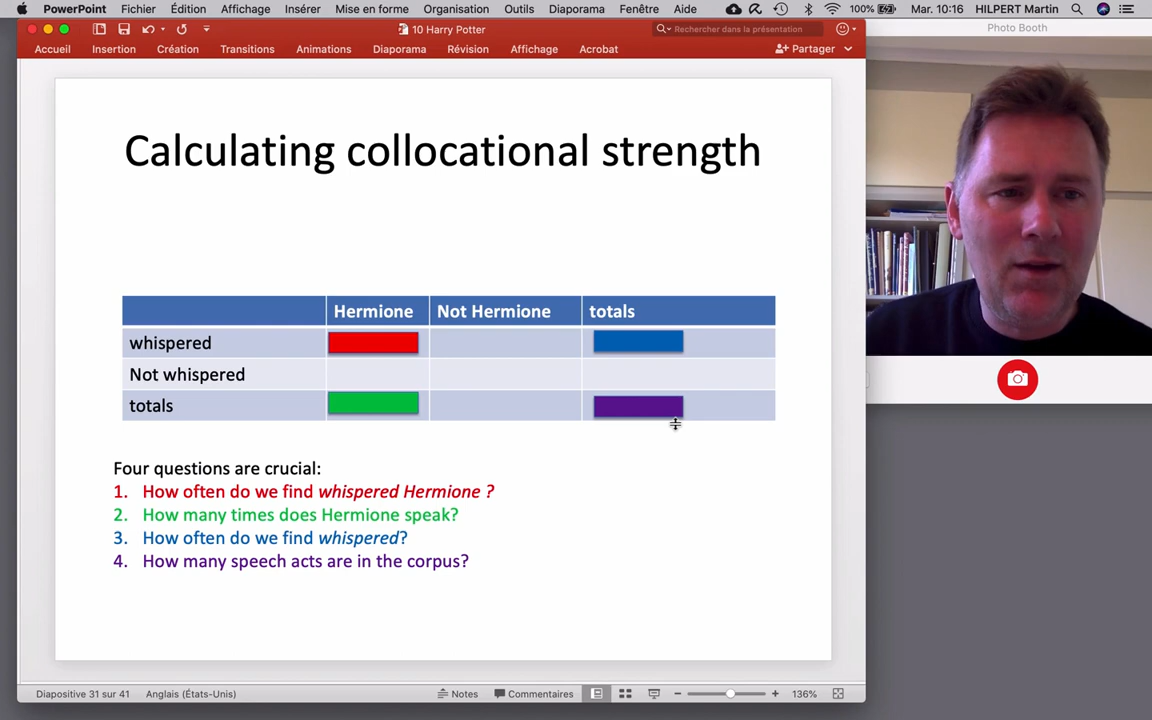 PowerPoint Fichier Édition Affichage Insérer Mise en forme Organisation Outils Diaporama Fenêtre Aide 100% Mar. 10:16 HILPERT Martin
10 Harry Potter
Rechercher dans la présentation
Photo Booth
Accueil Insertion Création Transitions Animations Diaporama Révision Affichage Acrobat Partager
Calculating collocational strength
Hermione Not Hermione totals
whispered
Not whispered
totals
Four questions are crucial:
1. How often do we find whispered Hermione ?
2. How many times does Hermione speak?
3. How often do we find whispered?
4. How many speech acts are in the corpus?
Diapositive 31 sur 41 Anglais (États-Unis) Notes Commentaires 136%